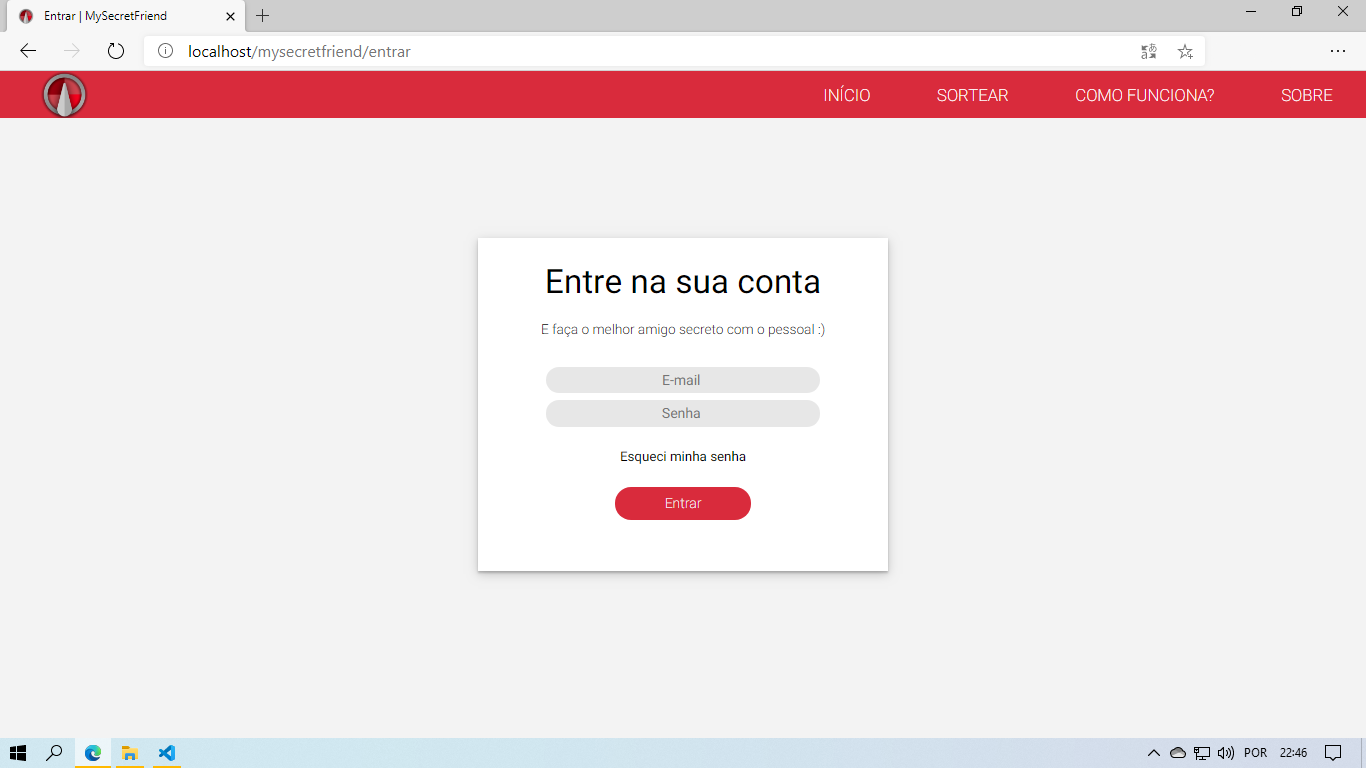 Entrar | MySecretFriend
localhost/mysecretfriend/entrar
INÍCIO SORTEAR COMO FUNCIONA? SOBRE
Entre na sua conta
E faça o melhor amigo secreto com o pessoal :)
E-mail
Senha
Esqueci minha senha
Entrar
POR 22:46